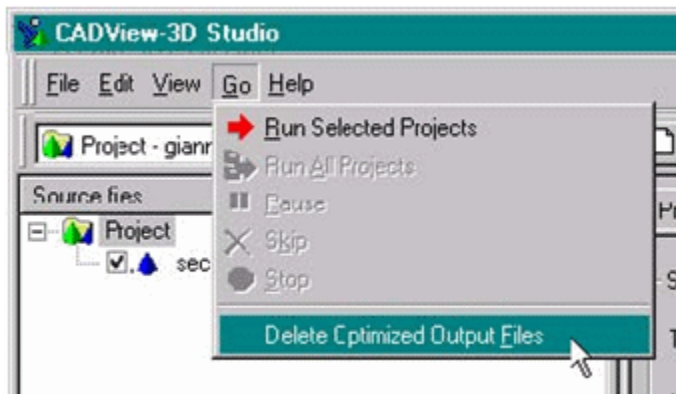 CADView-3D Studio
File Edit View Go Help
Project - giann
Run Selected Projects
Run All Projects
Pause
Skip
Stop
Delete Optimized Output Files
Source files
Project
sec